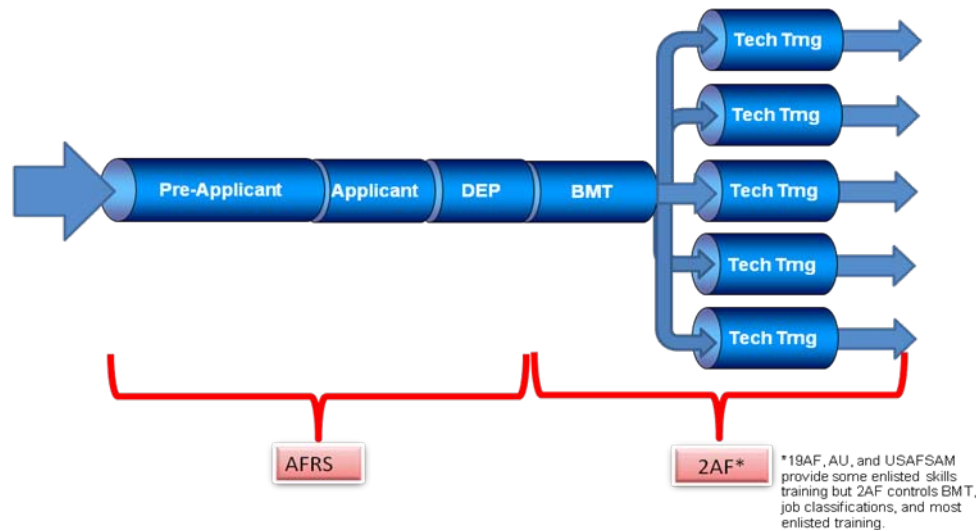 Tech Trng
Tech Trng
Pre-Applicant Applicant DEP BMT Tech Trng
Tech Trng
Tech Trng
AFRS
2AF*
*19AF, AU, and USAFSAM
provide some enlisted skills
training but 2AF controls BMT,
job classifications, and most
enlisted training.